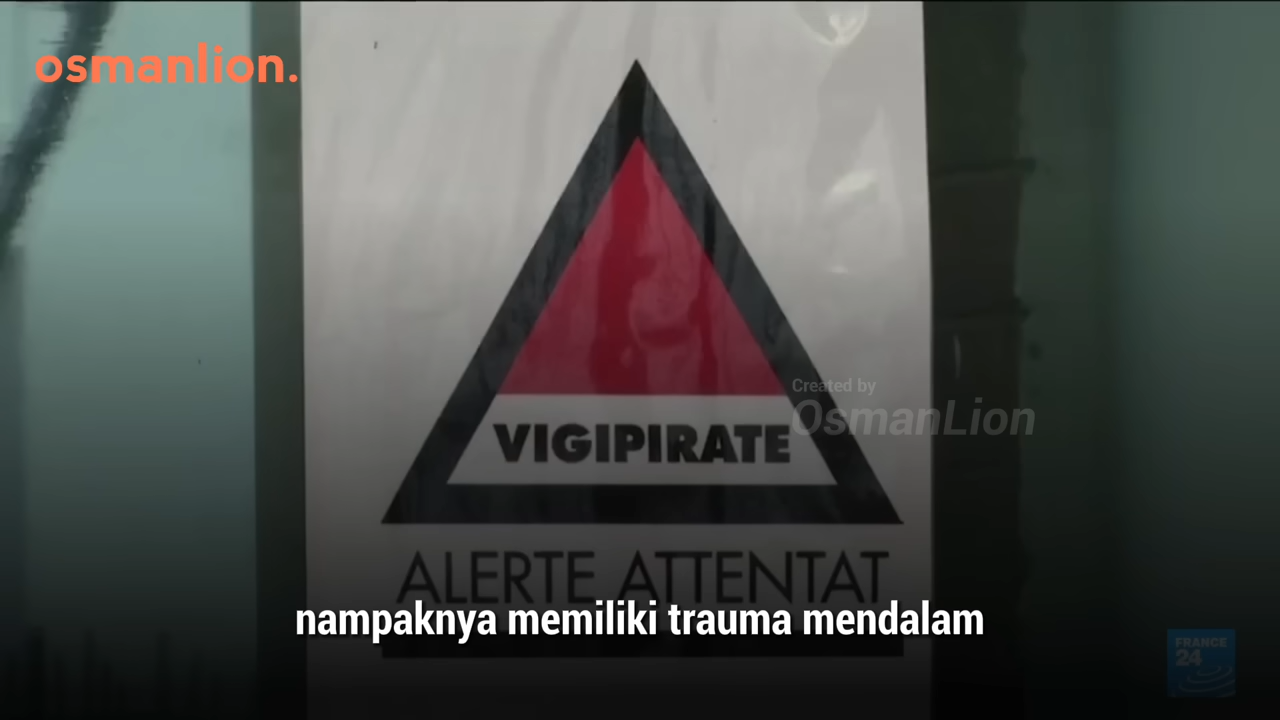 osmanlion.
VIGIPIRATE
Created by
OsmanLion
ALERTE ATTENTAT
nampaknya memiliki trauma mendalam
FRANCE
24